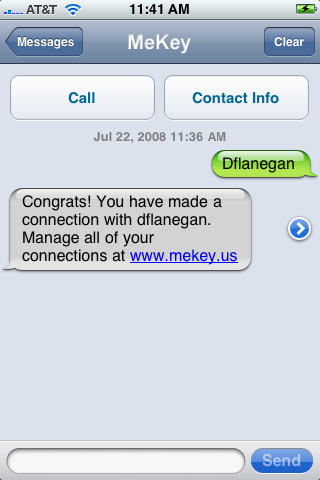 AT&T 11:41 AM
Messages MeKey Clear
Call Contact Info
Jul 22, 2008 11:36 AM
Dflanegan
Congrats! You have made a
connection with dflanegan.
Manage all of your
connections at www.mekey.us
Send